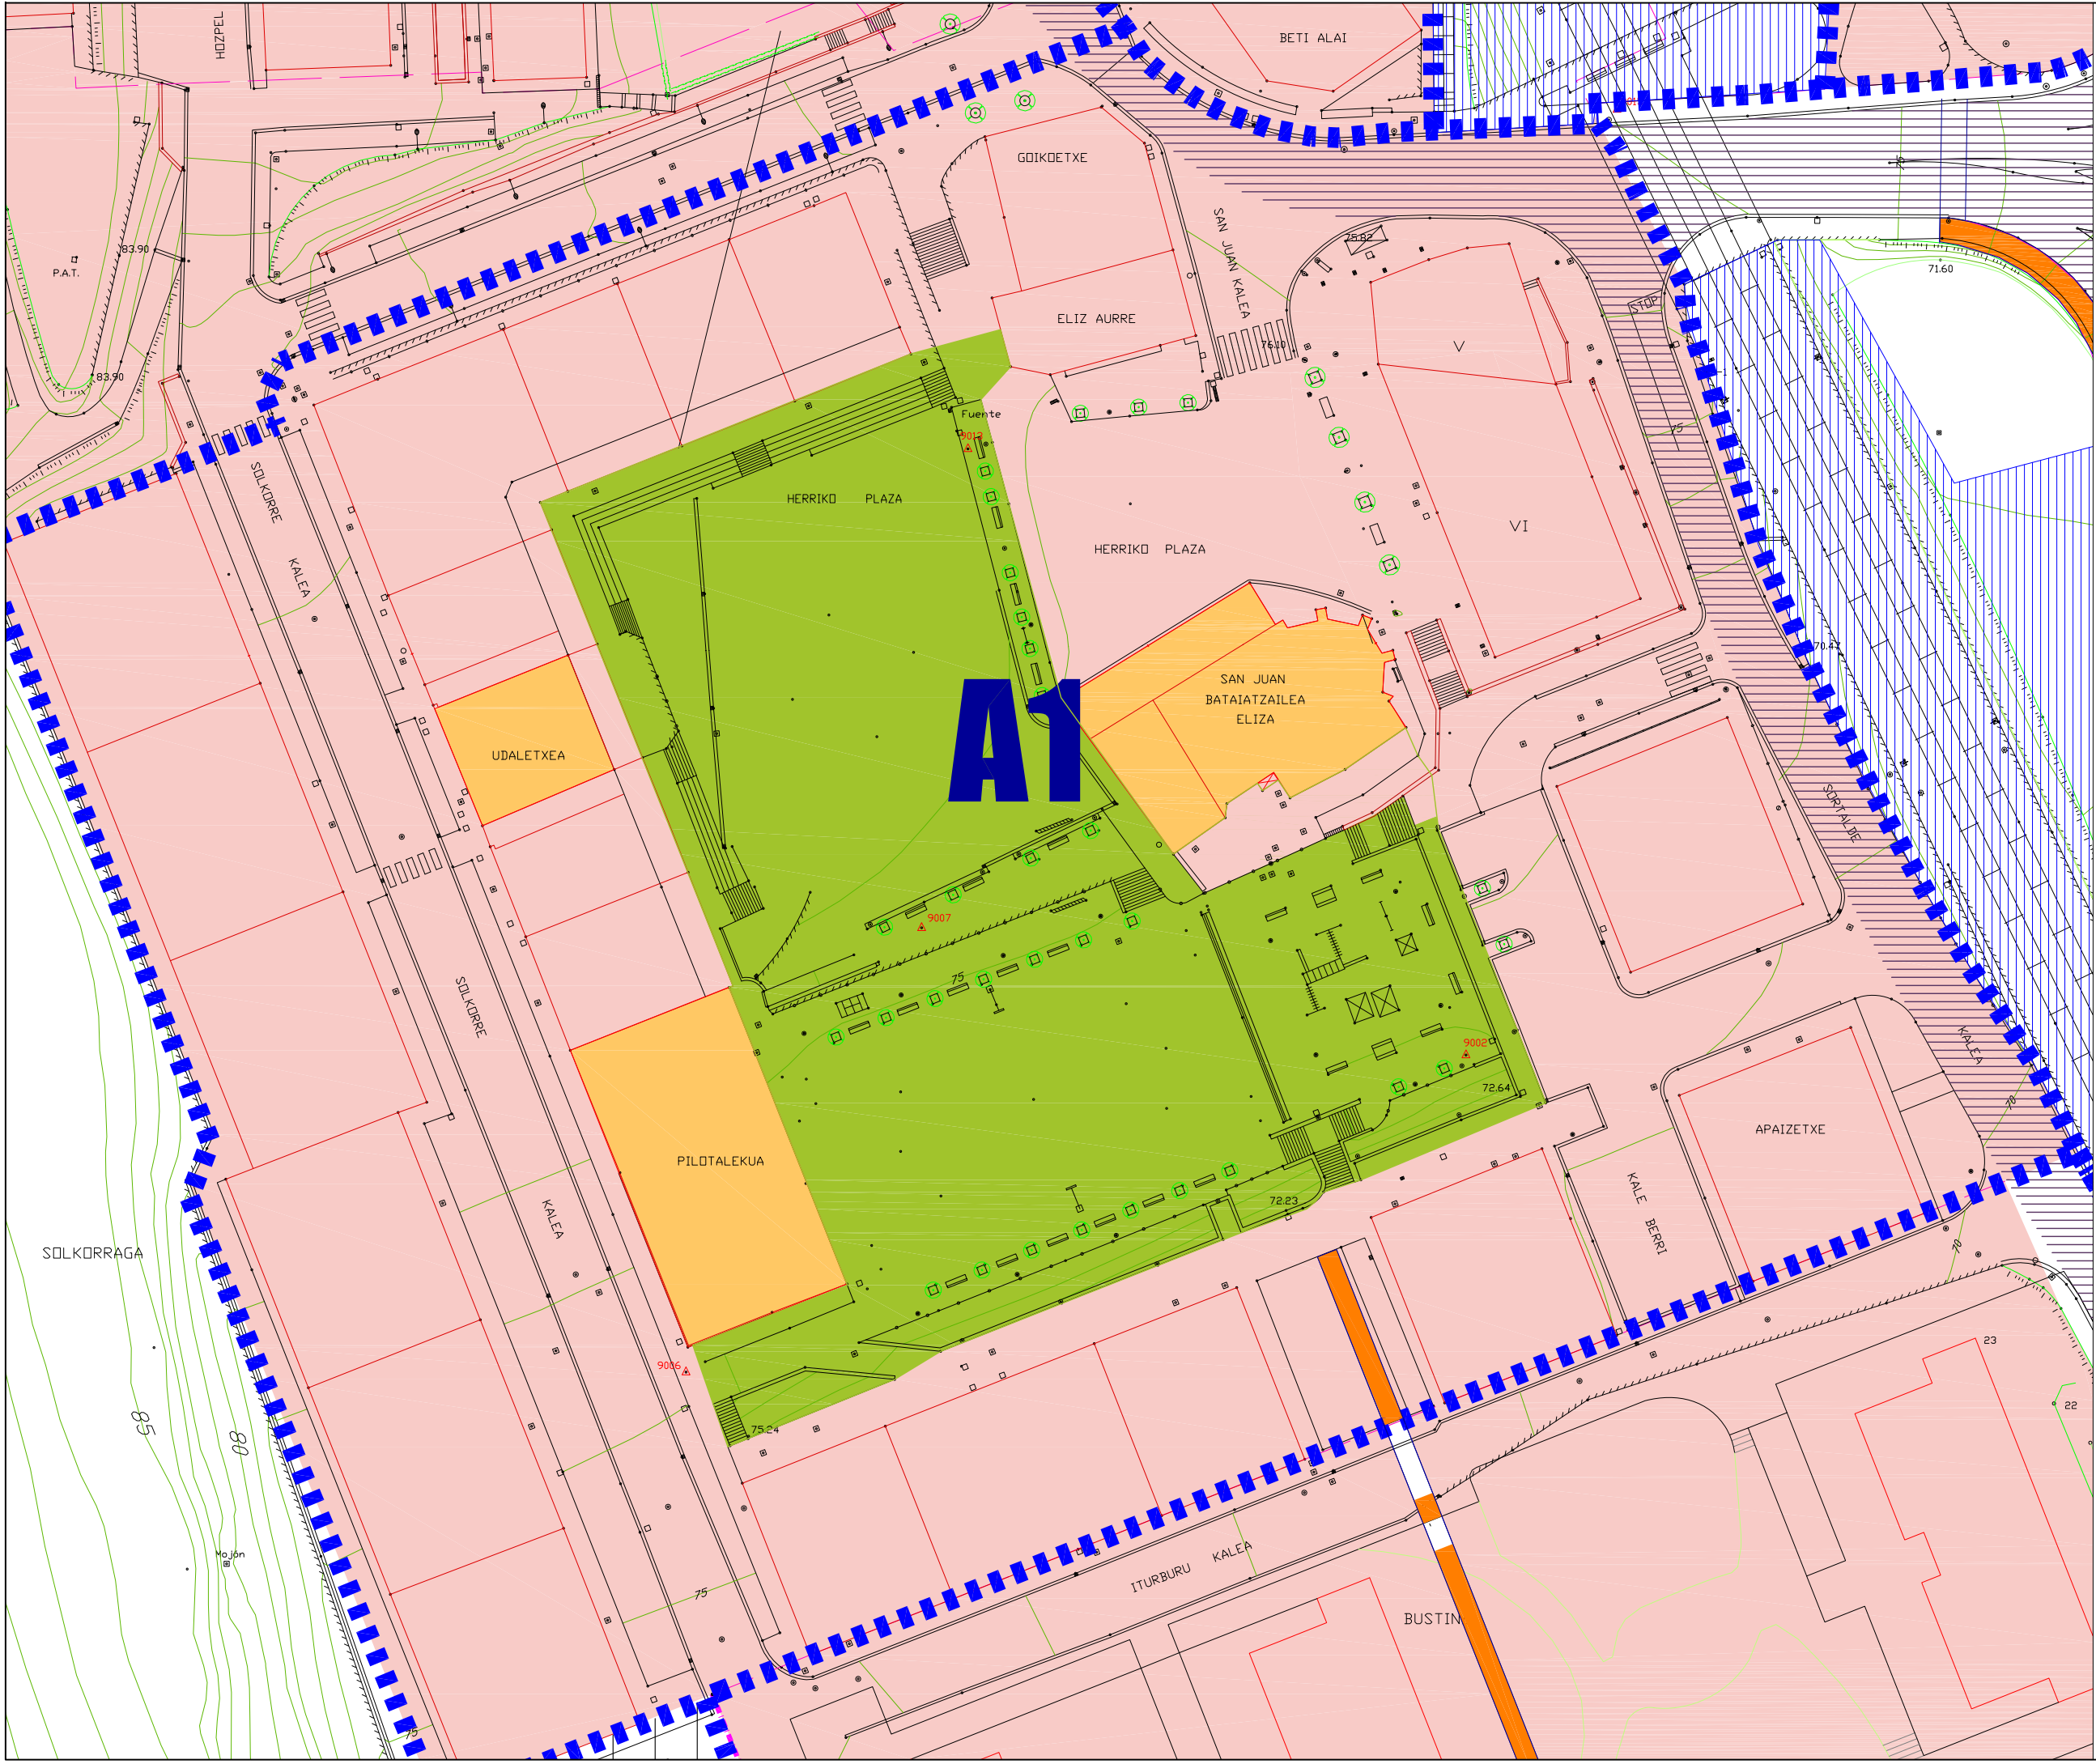 HOZPEL
BETI ALAI
GOIKOETXE
SAN JUAN KALEA
83.90
P.A.T.
83.90
75.82
71.60
STOP
ELIZ AURRE
76.10
V
75
Fuente
9012
SOLKORRE KALEA
HERRIKO PLAZA
HERRIKO PLAZA
VI
70.47
SAN JUAN
BATAIATZAILEA
ELIZA
UDALETXEA
A1
SORTALDE KALEA
9007
75
SOLKORRE KALEA
9002
72.64
70
APAIZETXE
PILOTALEKUA
72.23
KALE BERRI
70
SOLKORRAGA
23
22
9006
85
80
75.24
Mojón
ITURBURU KALEA
75
BUSTIN
75